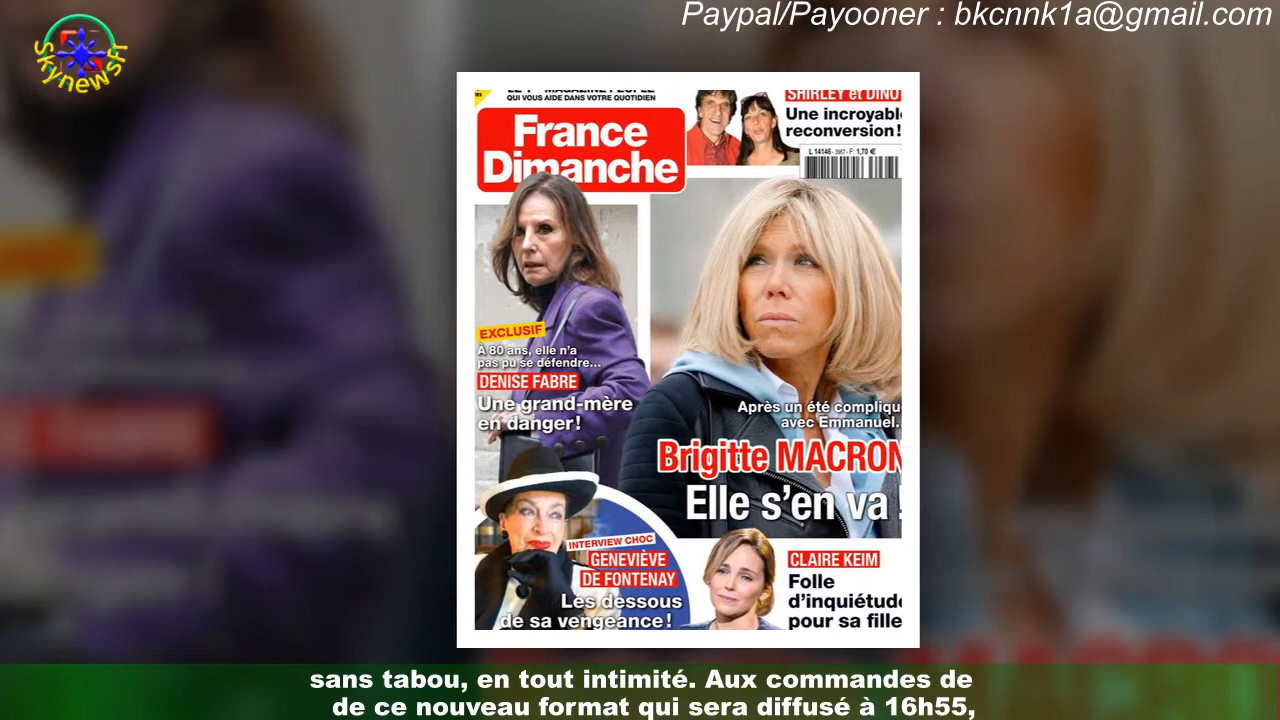 Paypal/Payooner : bkcnnk1a@gmail.com
Skynewsfr
QUI VOUS AIDE DANS VOTRE QUOTIDIEN
France
Dimanche
SHIRLEY et DINO
Une incroyabl
reconversion !
L 14146 - 3967 - F: 1,70 €
EXCLUSIF
À 80 ans, elle n'a
pas pu se défendre...
DENISE FABRE
Une grand-mère
en danger !
Après un été compliqu
avec Emmanuel..
Brigitte MACRON
Elle s'en va !
INTERVIEW CHOC
GENEVIÈVE
DE FONTENAY
Les dessous
de sa vengeance !
CLAIRE KEIM
Folle
d'inquiétude
pour sa fille
sans tabou, en tout intimité. Aux commandes de
de ce nouveau format qui sera diffusé à 16h55,